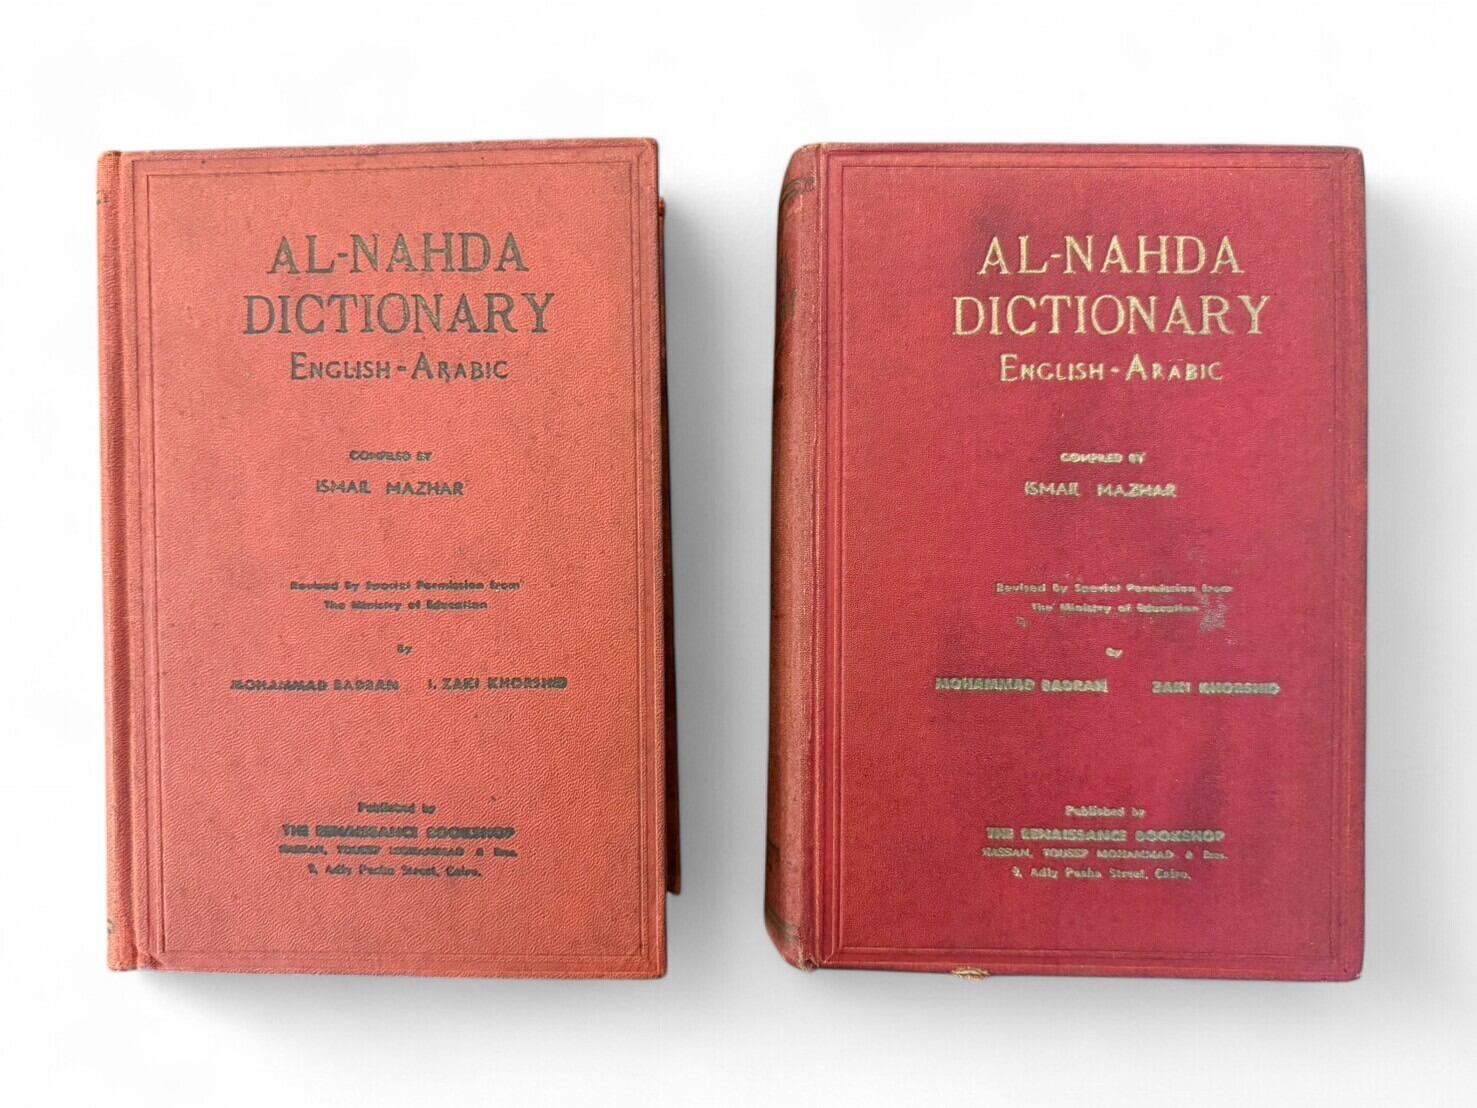 AL-NAHDA
DICTIONARY
ENGLISH-ARABIC
COMPILED BY
ISMAIL MAZHAR
Revised By Special Permission from
The Ministry of Education
By
MOHAMMAD BADRAN I. ZAKI KHORSHID
Published by
THE RENAISSANCE BOOKSHOP
HASSAN, YOUSEF MOHAMMAD & Bros.
9, Adly Pasha Street, Cairo.
AL-NAHDA
DICTIONARY
ENGLISH-ARABIC
COMPILED BY
ISMAIL MAZHAR
Revised By Special Permission from
The Ministry of Education
By
MOHAMMAD BADRAN ZAKI KHORSHID
Published by
THE RENAISSANCE BOOKSHOP
HASSAN, YOUSEF MOHAMMAD & Bros.
9, Adly Pasha Street, Cairo.